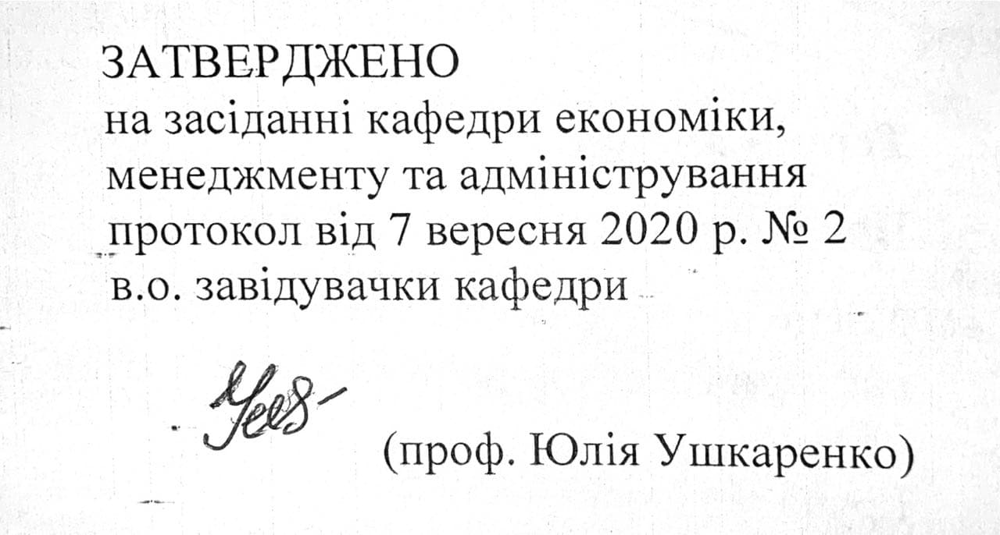 ЗАТВЕРДЖЕНО
на засіданні кафедри економіки,
менеджменту та адміністрування
протокол від 7 вересня 2020 р. № 2
в.о. завідувачки кафедри
(проф. Юлія Ушкаренко)